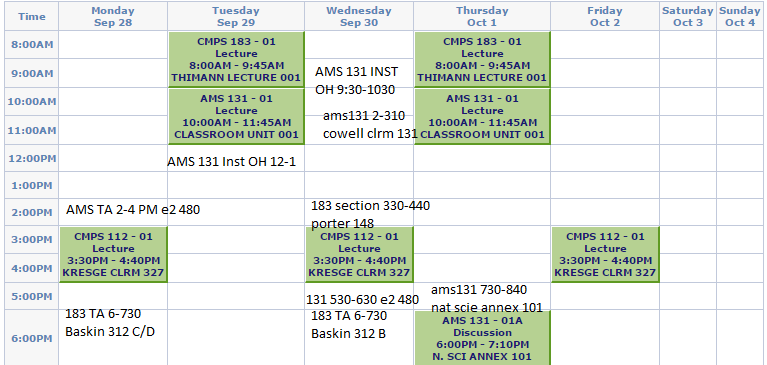 Time
Monday
Sep 28
Tuesday
Sep 29
Wednesday
Sep 30
Thursday
Oct 1
Friday
Oct 2
Saturday
Oct 3
Sunday
Oct 4
8:00AM
CMPS 183 - 01
Lecture
8:00AM - 9:45AM
THIMANN LECTURE 001
CMPS 183 - 01
Lecture
8:00AM - 9:45AM
THIMANN LECTURE 001
9:00AM
AMS 131 INST
OH 9:30-1030
10:00AM
AMS 131 - 01
Lecture
10:00AM - 11:45AM
CLASSROOM UNIT 001
ams131 2-310
cowell clrm 131
AMS 131 - 01
Lecture
10:00AM - 11:45AM
CLASSROOM UNIT 001
11:00AM
12:00PM
AMS 131 Inst OH 12-1
1:00PM
2:00PM
AMS TA 2-4 PM e2 480
183 section 330-440
porter 148
3:00PM
CMPS 112 - 01
Lecture
3:30PM - 4:40PM
KRESGE CLRM 327
CMPS 112 - 01
Lecture
3:30PM - 4:40PM
KRESGE CLRM 327
CMPS 112 - 01
Lecture
3:30PM - 4:40PM
KRESGE CLRM 327
4:00PM
5:00PM
131 530-630 e2 480
ams131 730-840
nat scie annex 101
6:00PM
183 TA 6-730
Baskin 312 C/D
183 TA 6-730
Baskin 312 B
AMS 131 - 01A
Discussion
6:00PM - 7:10PM
N. SCI ANNEX 101